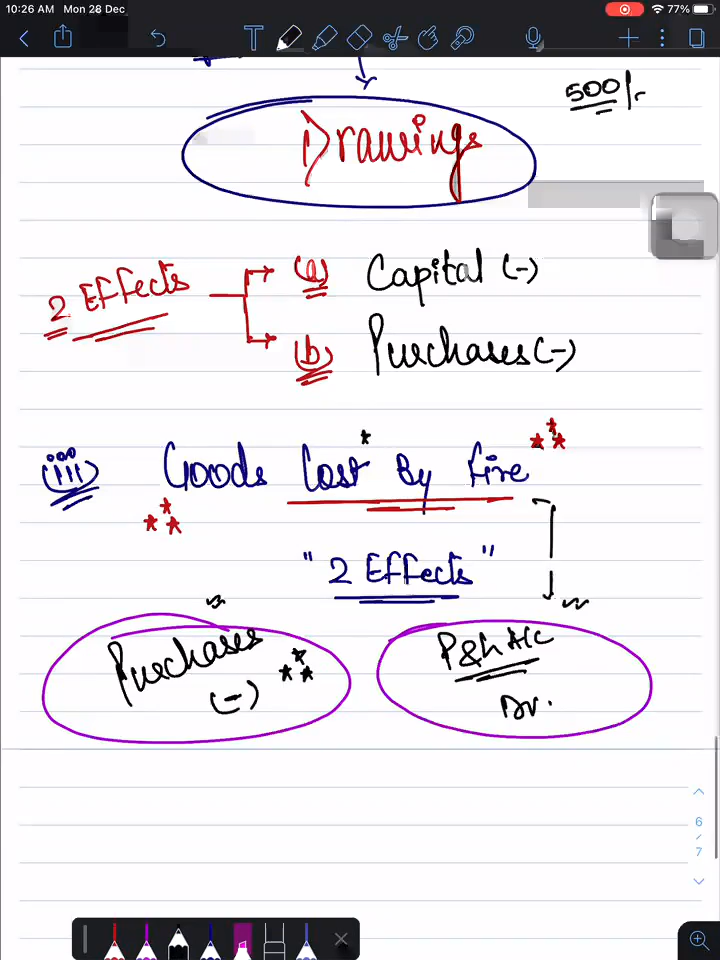 10:26 AM Mon 28 Dec
77%
T
500/-
Drawings
2 Effects
(a) Capital (-)
(b) Purchases (-)
(iii) Goods Lost By Fire
"2 Effects"
Purchases
(-)
P&L A/c
Dr.
6
7